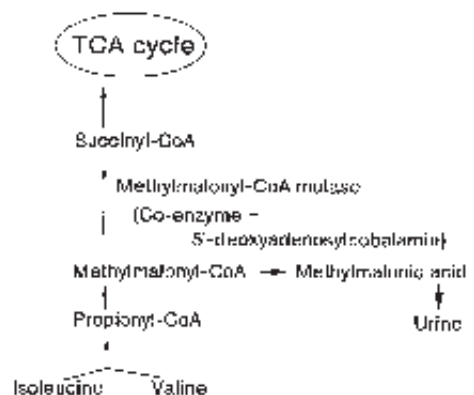 TCA cycle
Succinyl-CoA
Methylmalonyl-CoA mutase
(Co-enzyme –
5'-deoxyadenosylcobalamin)
Methylmalonyl-CoA → Methylmalonic acid
Propionyl-CoA
Urine
Isoleucine Valine